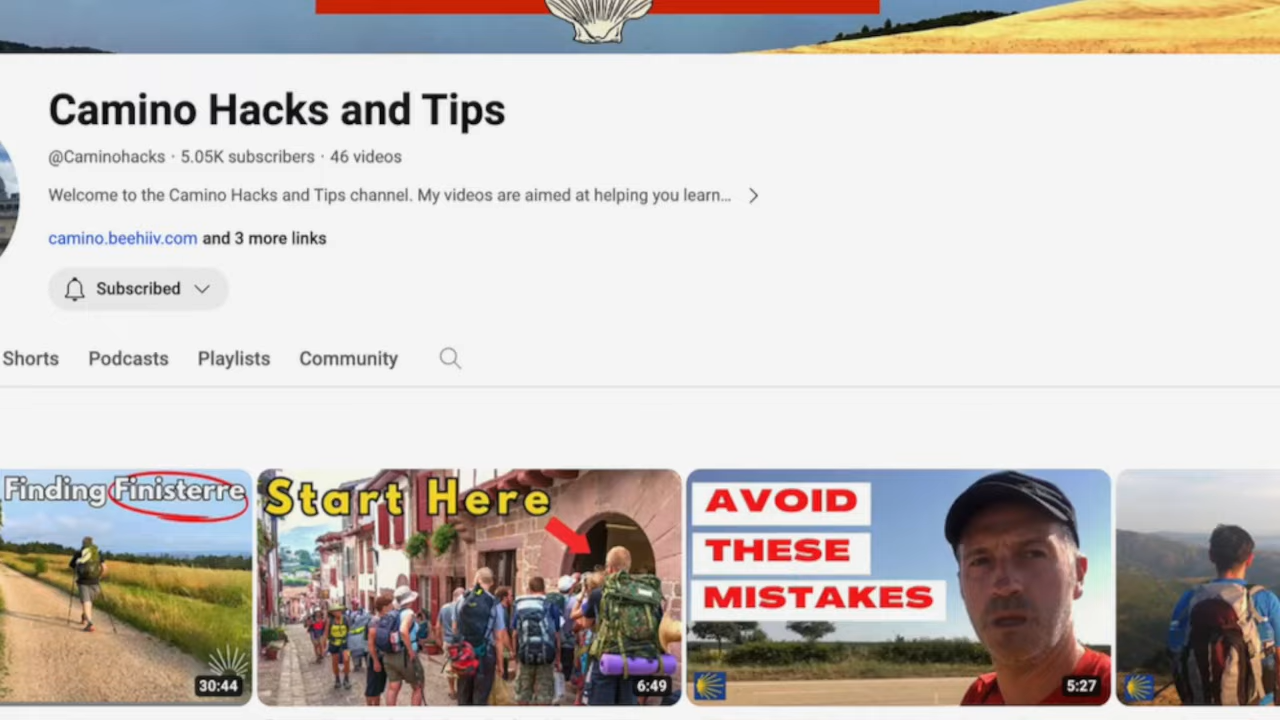 Camino Hacks and Tips
@Caminohacks · 5.05K subscribers · 46 videos
Welcome to the Camino Hacks and Tips channel. My videos are aimed at helping you learn...
camino.beehiiv.com and 3 more links
Subscribed
Shorts Podcasts Playlists Community
Finding Finisterre
30:44
Start Here
6:49
AVOID
THESE
MISTAKES
5:27